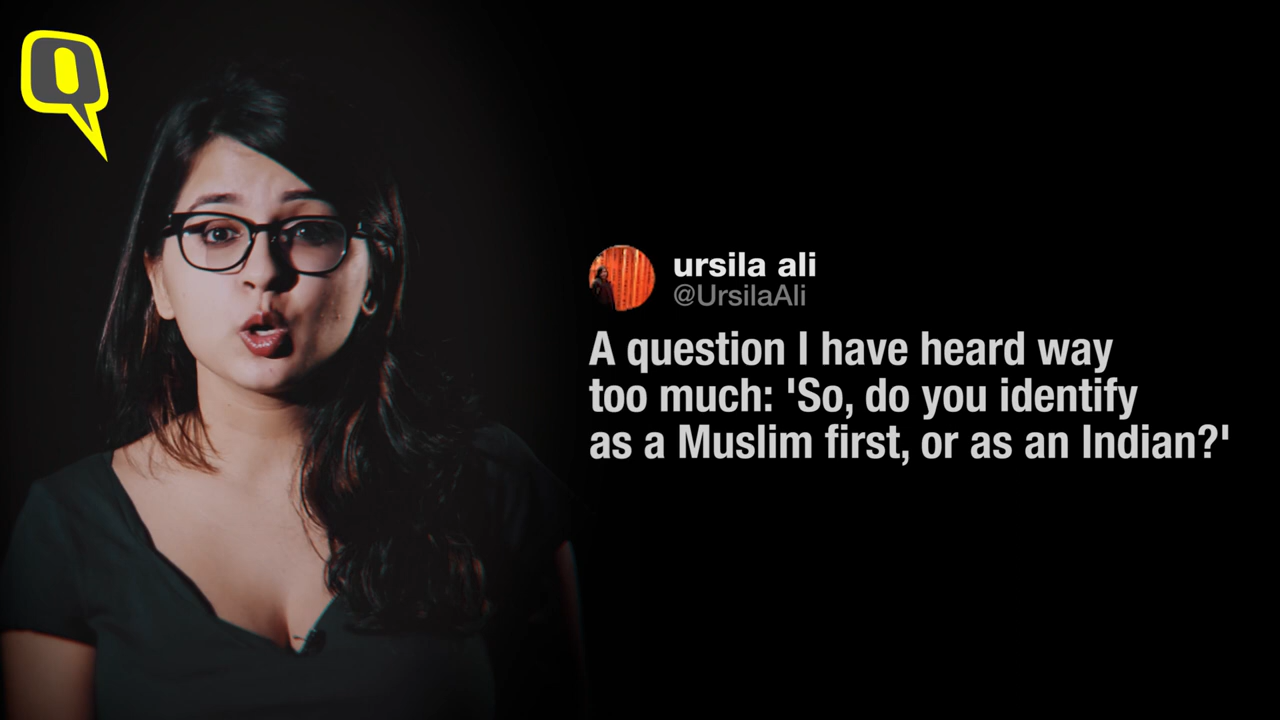 Q
ursila ali
@UrsilaAli
A question I have heard way
too much: 'So, do you identify
as a Muslim first, or as an Indian?'